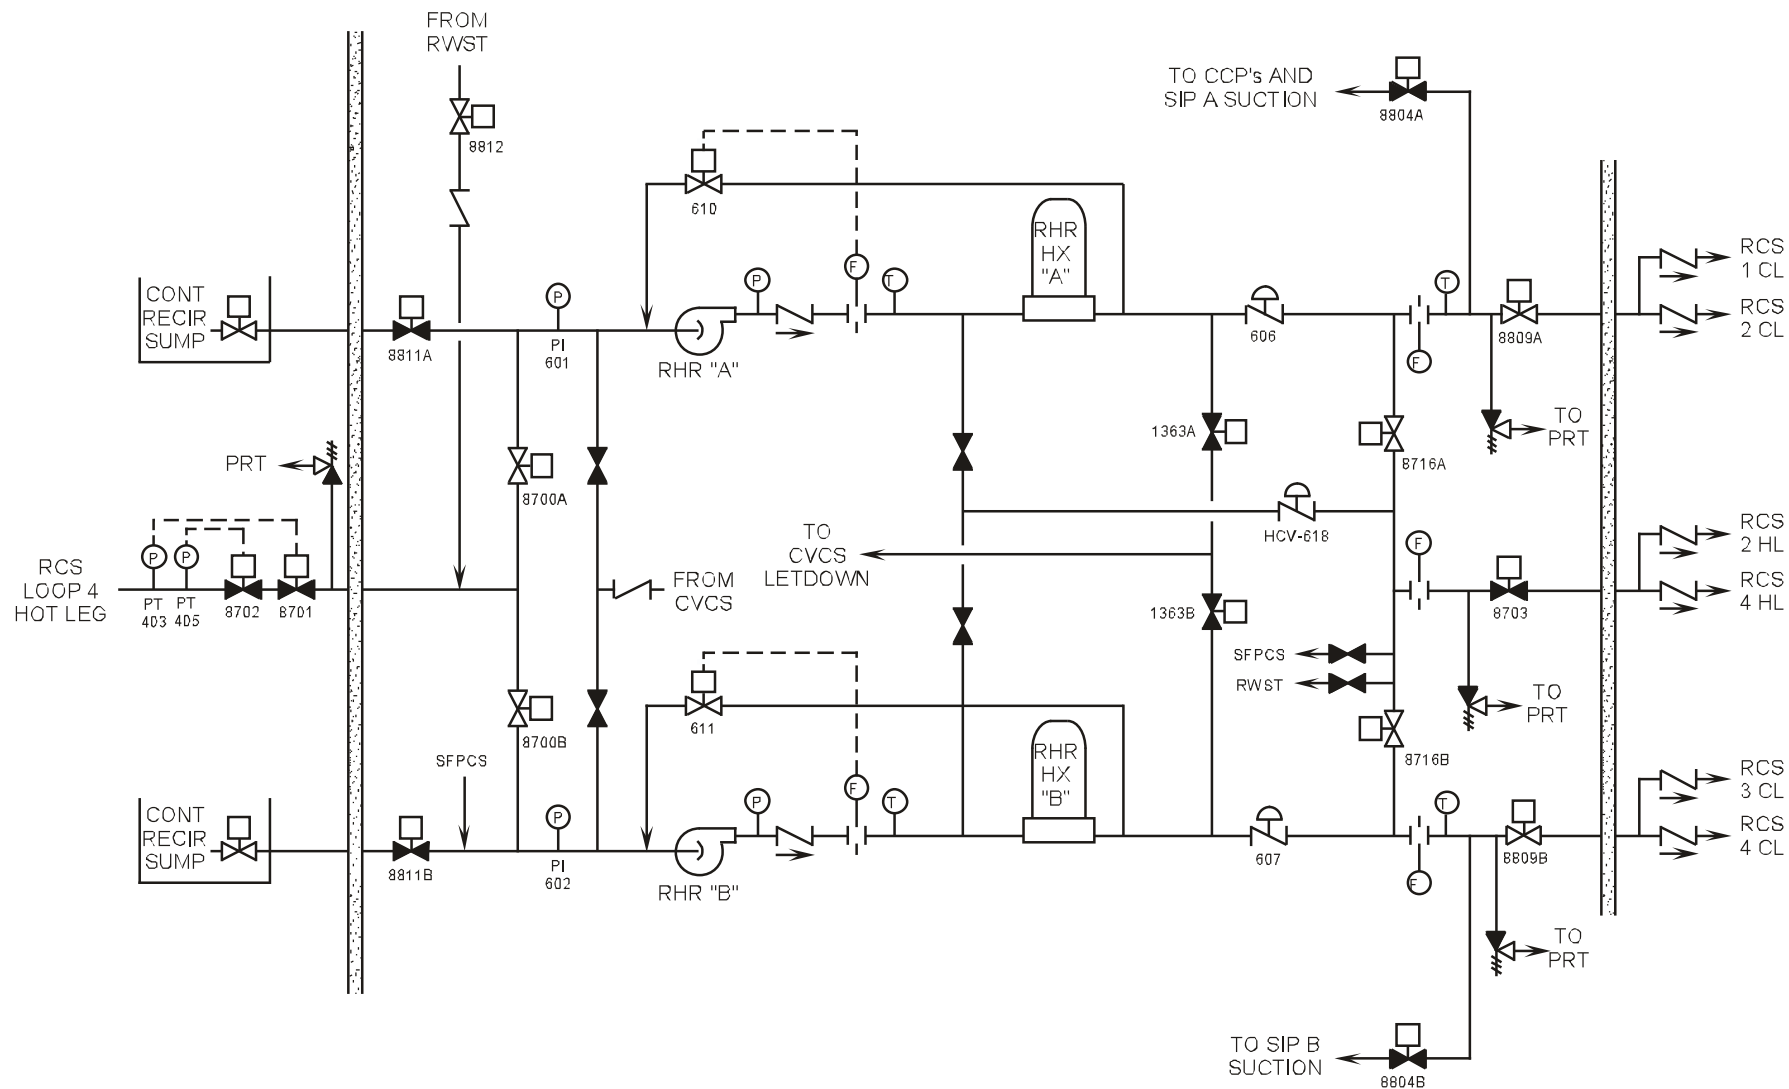 FROM
RWST
8812
TO CCP's AND
SIP A SUCTION
8804A
610
RHR
HX
"A"
CONT
RECIR
SUMP
8811A
P
PI
601
RHR "A"
P
F
T
606
F
T
8809A
RCS
1 CL
RCS
2 CL
TO
PRT
PRT
8700A
1363A
8716A
HCV-618
TO
CVCS
LETDOWN
FROM
CVCS
RCS
LOOP 4
HOT LEG
P
P
PT
403
PT
405
8702
8701
F
8703
RCS
2 HL
RCS
4 HL
1363B
SFPCS
RWST
TO
PRT
8700B
611
RHR
HX
"B"
8716B
SFPCS
CONT
RECIR
SUMP
8811B
P
PI
602
RHR "B"
P
F
T
607
F
T
8809B
RCS
3 CL
RCS
4 CL
TO
PRT
TO SIP B
SUCTION
8804B